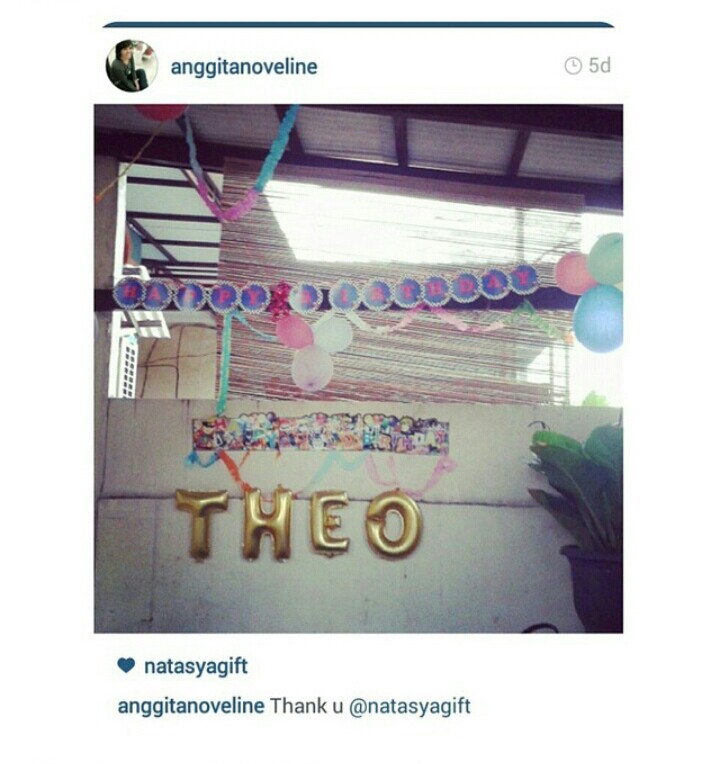 anggitanoveline 5d
HAPPY BIRTHDAY
THEO
natasyagift
anggitanoveline Thank u @natasyagift